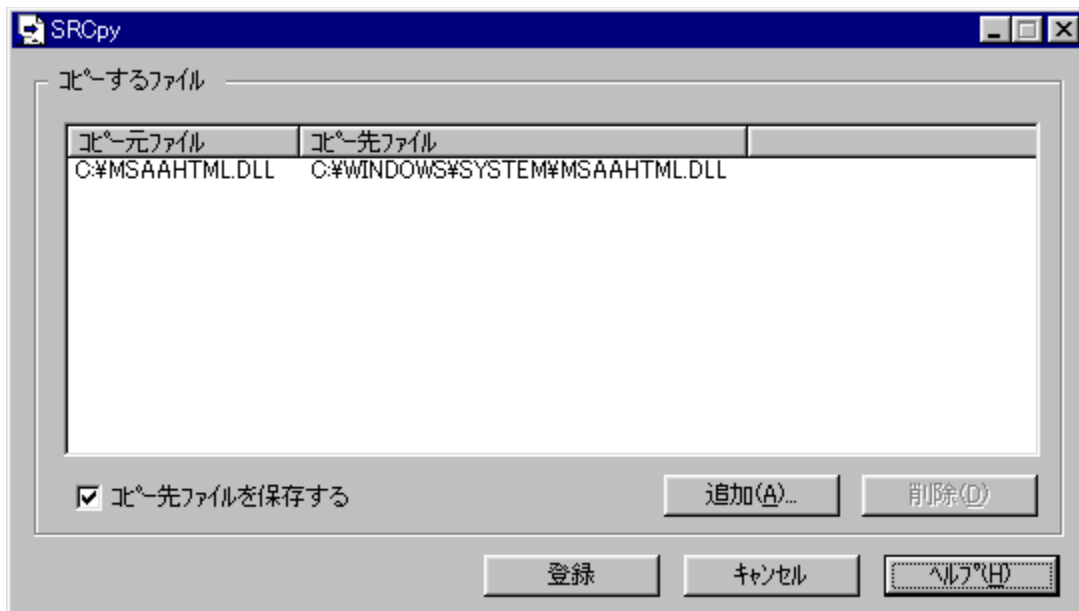 SRCpy
ｺﾋﾟｰするﾌｧｲﾙ
ｺﾋﾟｰ元ﾌｧｲﾙ ｺﾋﾟｰ先ﾌｧｲﾙ
C:¥MSAAHTML.DLL C:¥WINDOWS¥SYSTEM¥MSAAHTML.DLL
ｺﾋﾟｰ先ﾌｧｲﾙを保存する 追加(A)... 削除(D)
登録 ｷｬﾝｾﾙ ﾍﾙﾌﾟ(H)